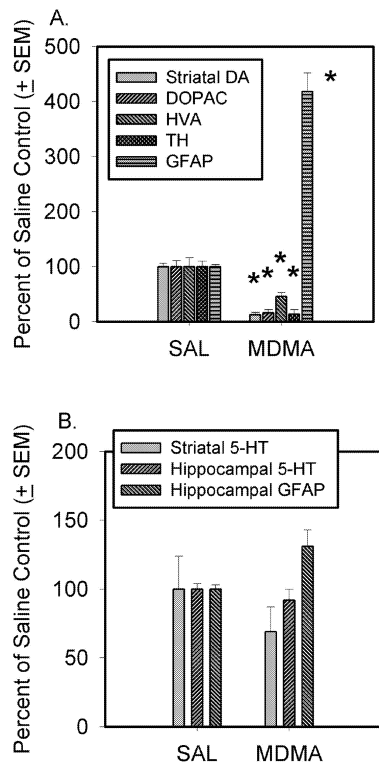 A.
Percent of Saline Control (± SEM)
500
400
300
200
100
0
Striatal DA
DOPAC
HVA
TH
GFAP
*
* * * *
SAL MDMA
B.
Percent of Saline Control (± SEM)
200
150
100
50
0
Striatal 5-HT
Hippocampal 5-HT
Hippocampal GFAP
SAL MDMA